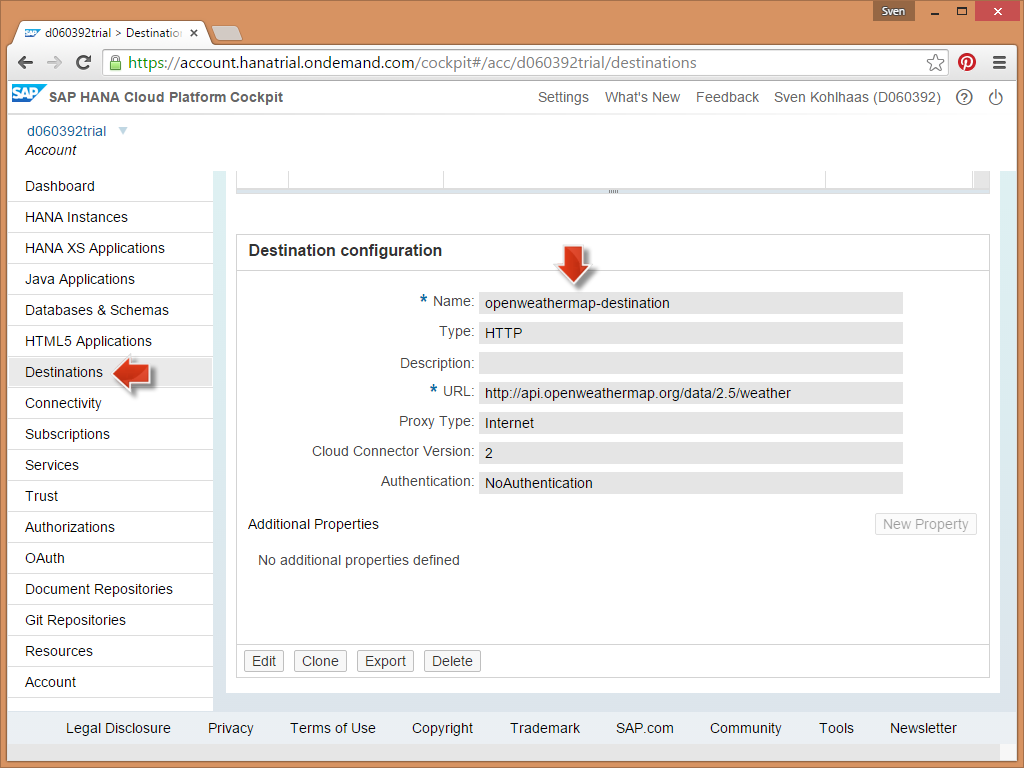 Sven
d060392trial > Destinatio
https://account.hanatrial.ondemand.com/cockpit#/acc/d060392trial/destinations
SAP SAP HANA Cloud Platform Cockpit Settings What's New Feedback Sven Kohlhaas (D060392)
d060392trial
Account
Dashboard
HANA Instances
HANA XS Applications
Java Applications
Databases & Schemas
HTML5 Applications
Destinations
Connectivity
Subscriptions
Services
Trust
Authorizations
OAuth
Document Repositories
Git Repositories
Resources
Account
Destination configuration
* Name: openweathermap-destination
Type: HTTP
Description:
* URL: http://api.openweathermap.org/data/2.5/weather
Proxy Type: Internet
Cloud Connector Version: 2
Authentication: NoAuthentication
Additional Properties New Property
No additional properties defined
Edit Clone Export Delete
Legal Disclosure Privacy Terms of Use Copyright Trademark SAP.com Community Tools Newsletter